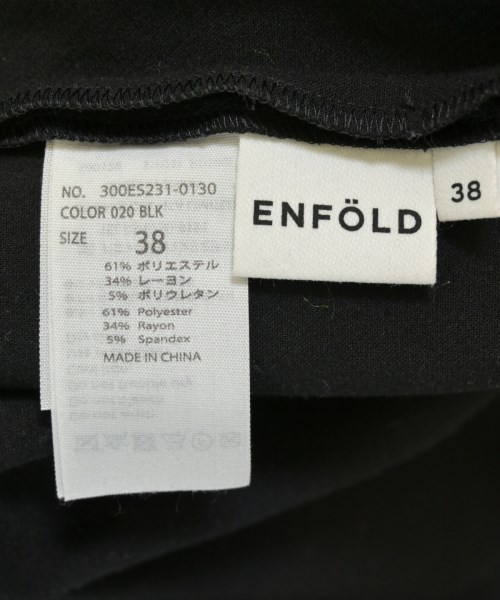 NO. 300ES231-0130
COLOR 020 BLK
SIZE 38
61% ポリエステル
34% レーヨン
5% ポリウレタン
61% Polyester
34% Rayon
5% Spandex
MADE IN CHINA
ENFÖLD
38